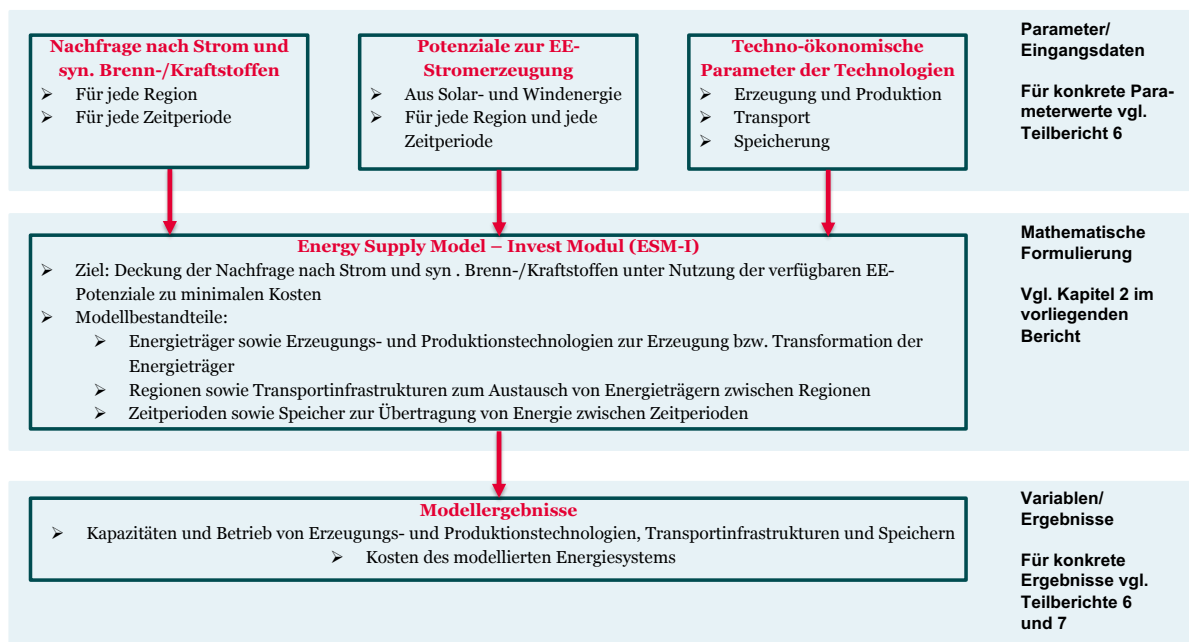 Nachfrage nach Strom und
syn. Brenn-/Kraftstoffen
➢ Für jede Region
➢ Für jede Zeitperiode
Potenziale zur EE-
Stromerzeugung
➢ Aus Solar- und Windenergie
➢ Für jede Region und jede
Zeitperiode
Techno-ökonomische
Parameter der Technologien
➢ Erzeugung und Produktion
➢ Transport
➢ Speicherung
Parameter/
Eingangsdaten
Für konkrete Para-
meterwerte vgl.
Teilbericht 6
Energy Supply Model – Invest Modul (ESM-I)
➢ Ziel: Deckung der Nachfrage nach Strom und syn . Brenn-/Kraftstoffen unter Nutzung der verfügbaren EE-
Potenziale zu minimalen Kosten
➢ Modellbestandteile:
➢ Energieträger sowie Erzeugungs- und Produktionstechnologien zur Erzeugung bzw. Transformation der
Energieträger
➢ Regionen sowie Transportinfrastrukturen zum Austausch von Energieträgern zwischen Regionen
➢ Zeitperioden sowie Speicher zur Übertragung von Energie zwischen Zeitperioden
Mathematische
Formulierung
Vgl. Kapitel 2 im
vorliegenden
Bericht
Modellergebnisse
➢ Kapazitäten und Betrieb von Erzeugungs- und Produktionstechnologien, Transportinfrastrukturen und Speichern
➢ Kosten des modellierten Energiesystems
Variablen/
Ergebnisse
Für konkrete
Ergebnisse vgl.
Teilberichte 6
und 7